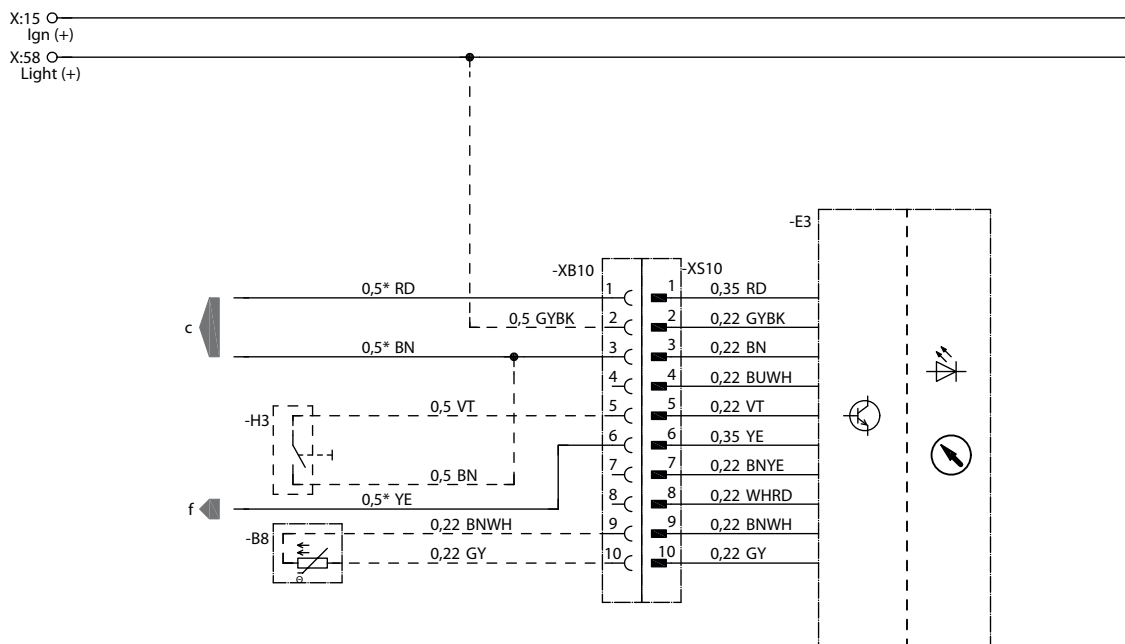 X:15
Ign (+)
X:58
Light (+)
-E3
-XB10 -XS10
0,5* RD 1 1 0,35 RD
c 0,5 GYBK 2 2 0,22 GYBK
0,5* BN 3 3 0,22 BN
4 4 0,22 BUWH
-H3 0,5 VT 5 5 0,22 VT
6 6 0,35 YE
0,5 BN 7 7 0,22 BNYE
f 0,5* YE 8 8 0,22 WHRD
-B8 0,22 BNWH 9 9 0,22 BNWH
0,22 GY 10 10 0,22 GY
Θ